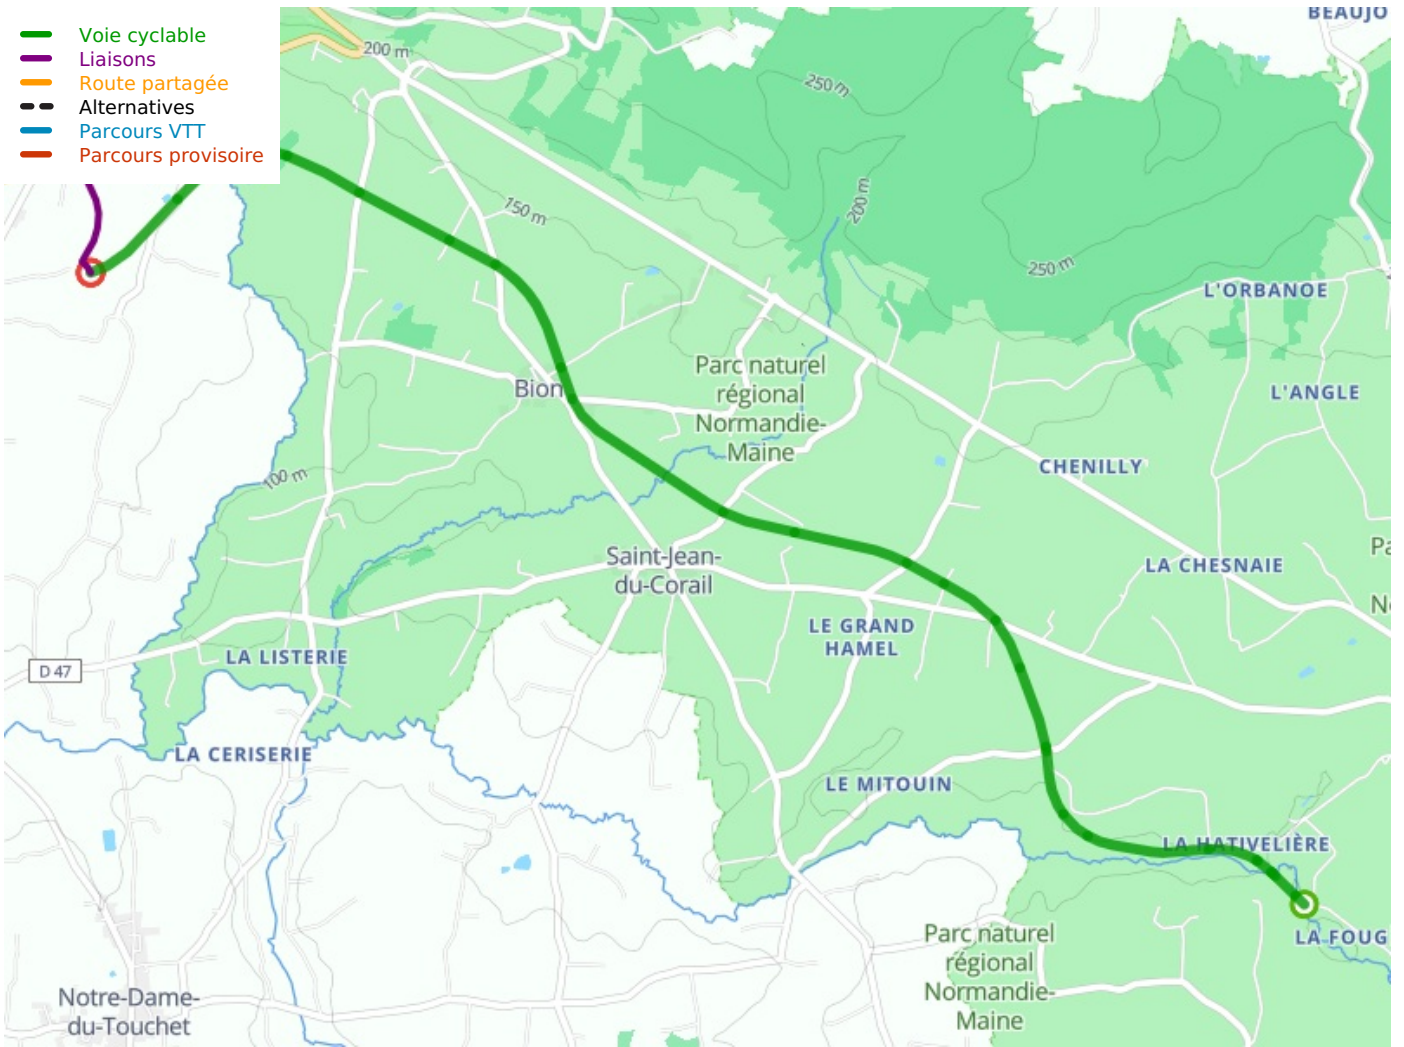 Voie cyclable
Liaisons
Route partagée
Alternatives
Parcours VTT
Parcours provisoire
BEAUJO
200 m
250 m
200 m
150 m
250 m
L'ORBANOE
Parc naturel
régional
Normandie-
Maine
Bion
L'ANGLE
CHENILLY
100 m
Saint-Jean-
du-Corail
Pa
LA CHESNAIE
N
LE GRAND
HAMEL
LA LISTERIE
D 47
LA CERISERIE
LE MITOUIN
LA HATIVELIÈRE
Parc naturel
régional
Normandie-
Maine
LA FOUG
Notre-Dame-
du-Touchet